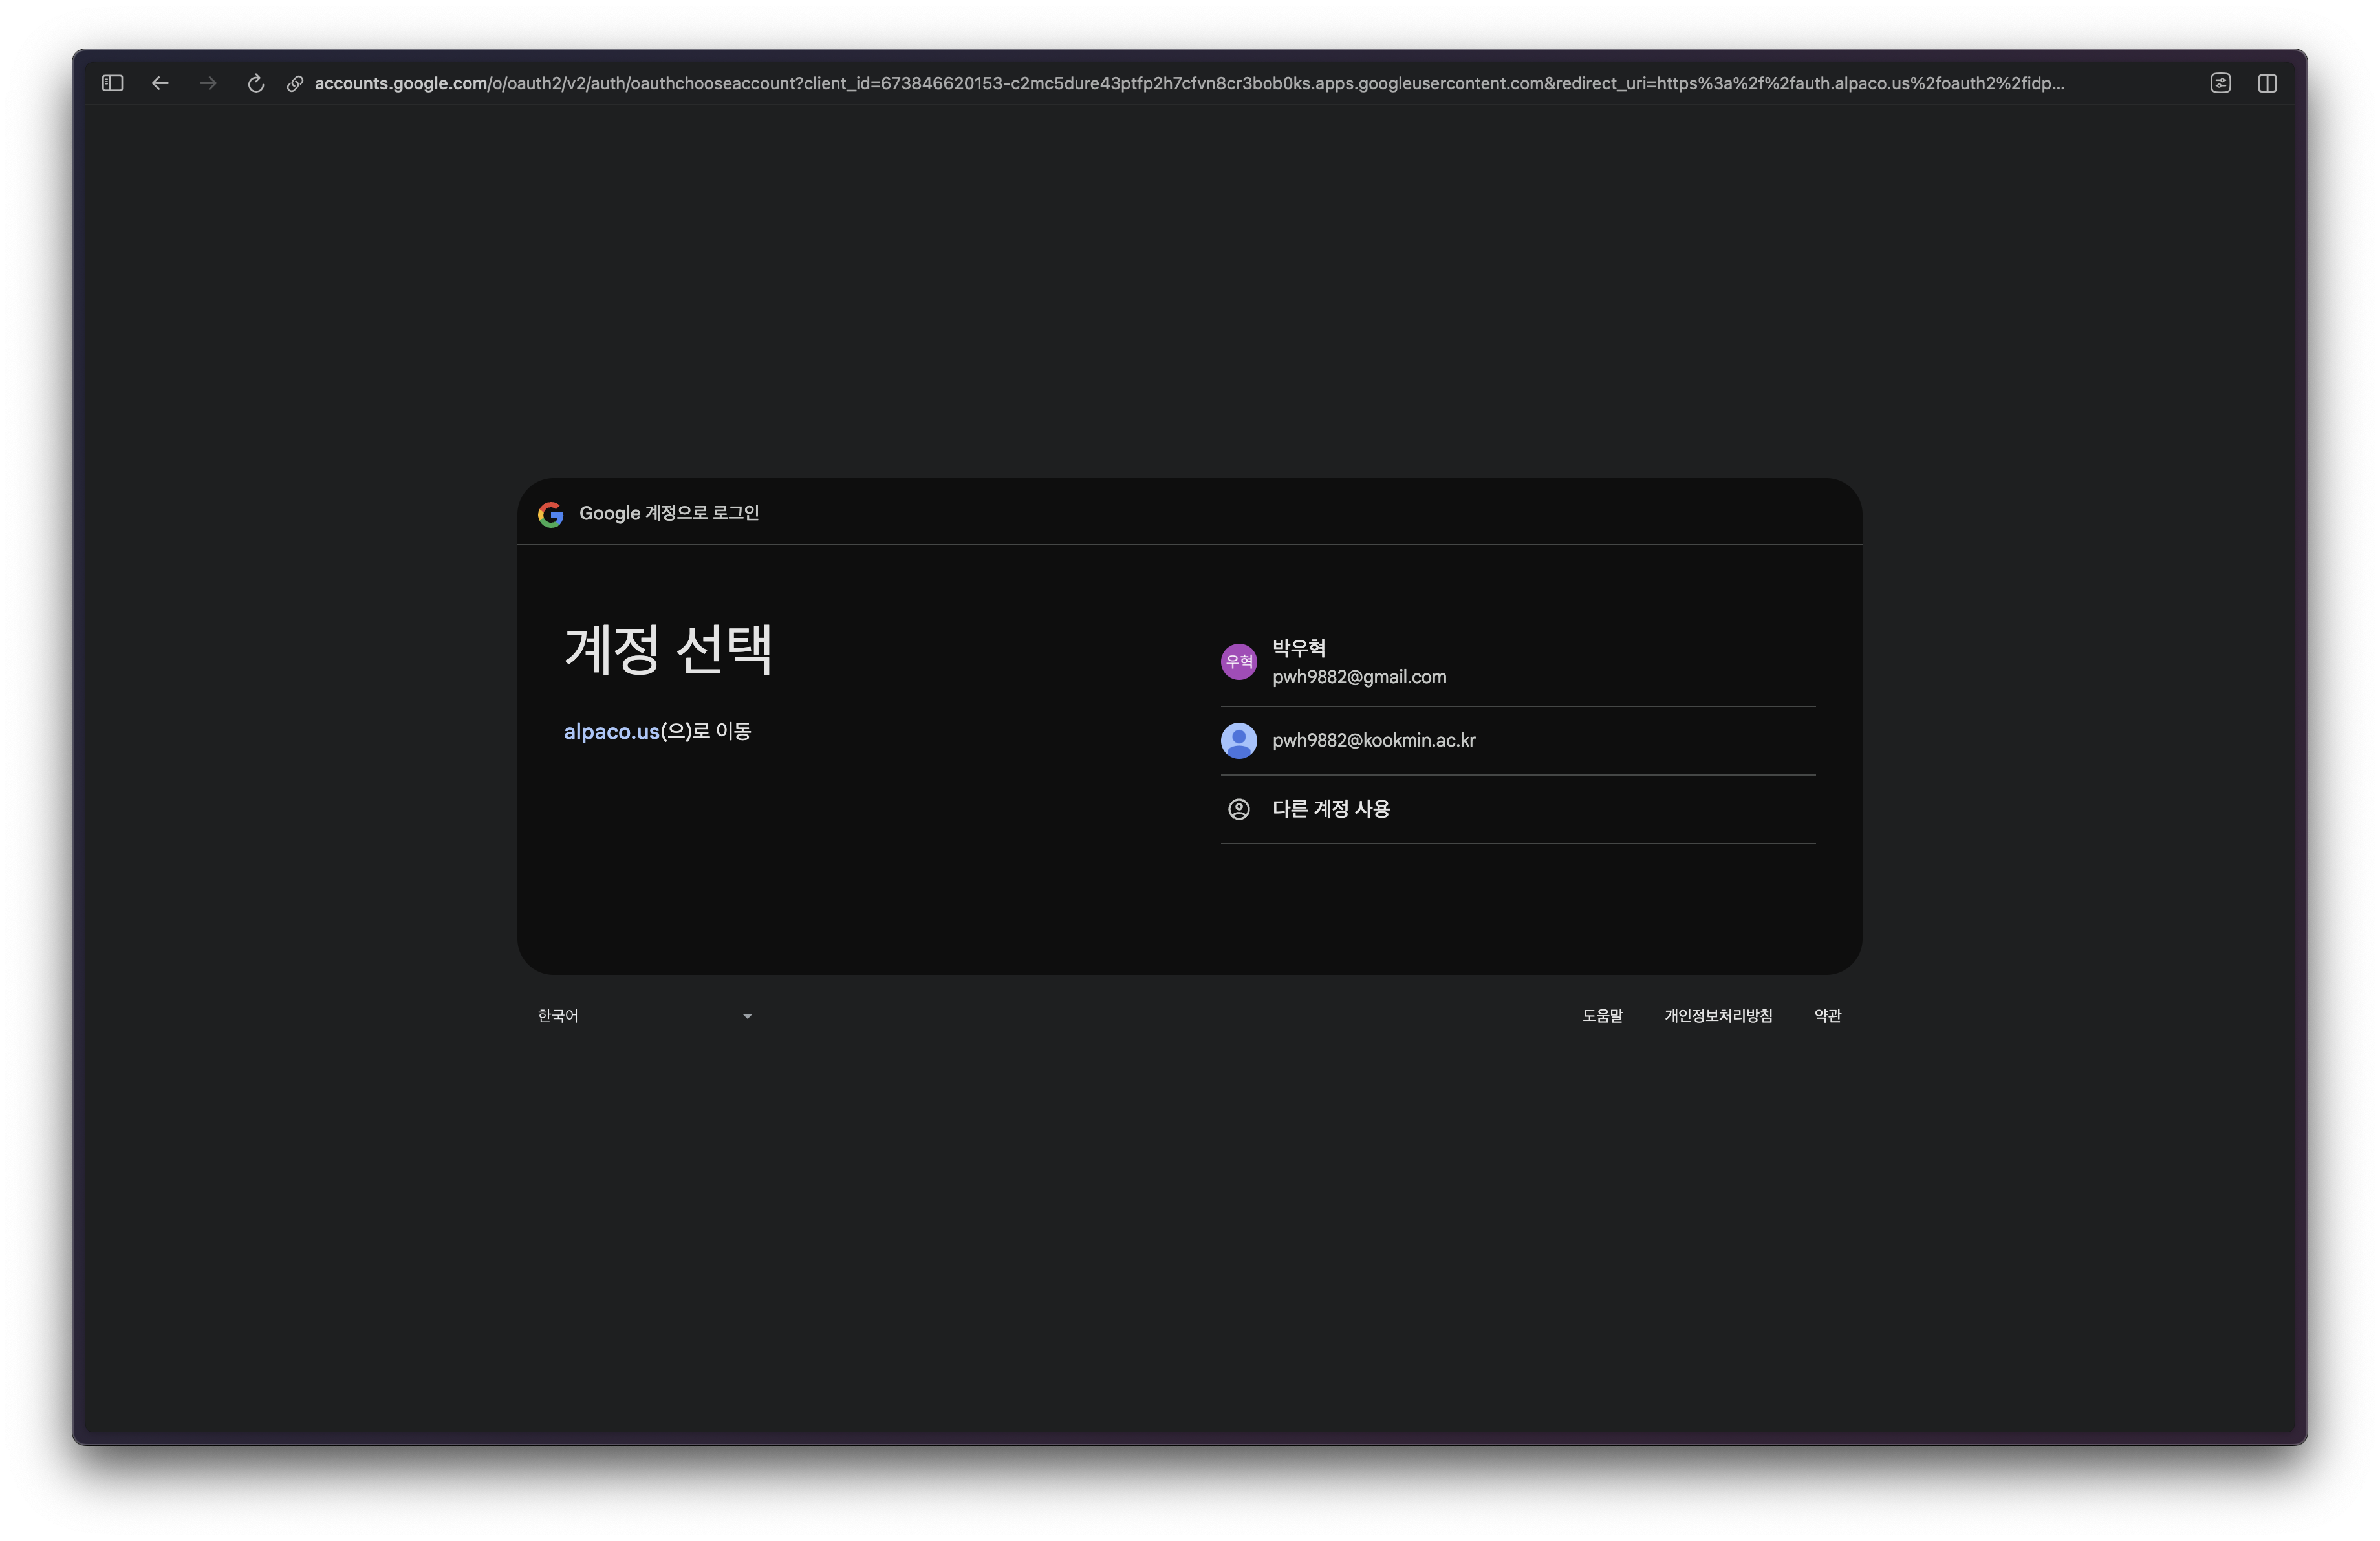 accounts.google.com/o/oauth2/v2/auth/oauthchooseaccount?client_id=673846620153-c2mc5dure43ptfp2h7cfvn8cr3bob0ks.apps.googleusercontent.com&redirect_uri=https%3a%2f%2fauth.alpaco.us%2foauth2%2fidp...
Google 계정으로 로그인
계정 선택
alpaco.us(으)로 이동
우혁
박우혁
pwh9882@gmail.com
pwh9882@kookmin.ac.kr
다른 계정 사용
한국어
도움말 개인정보처리방침 약관